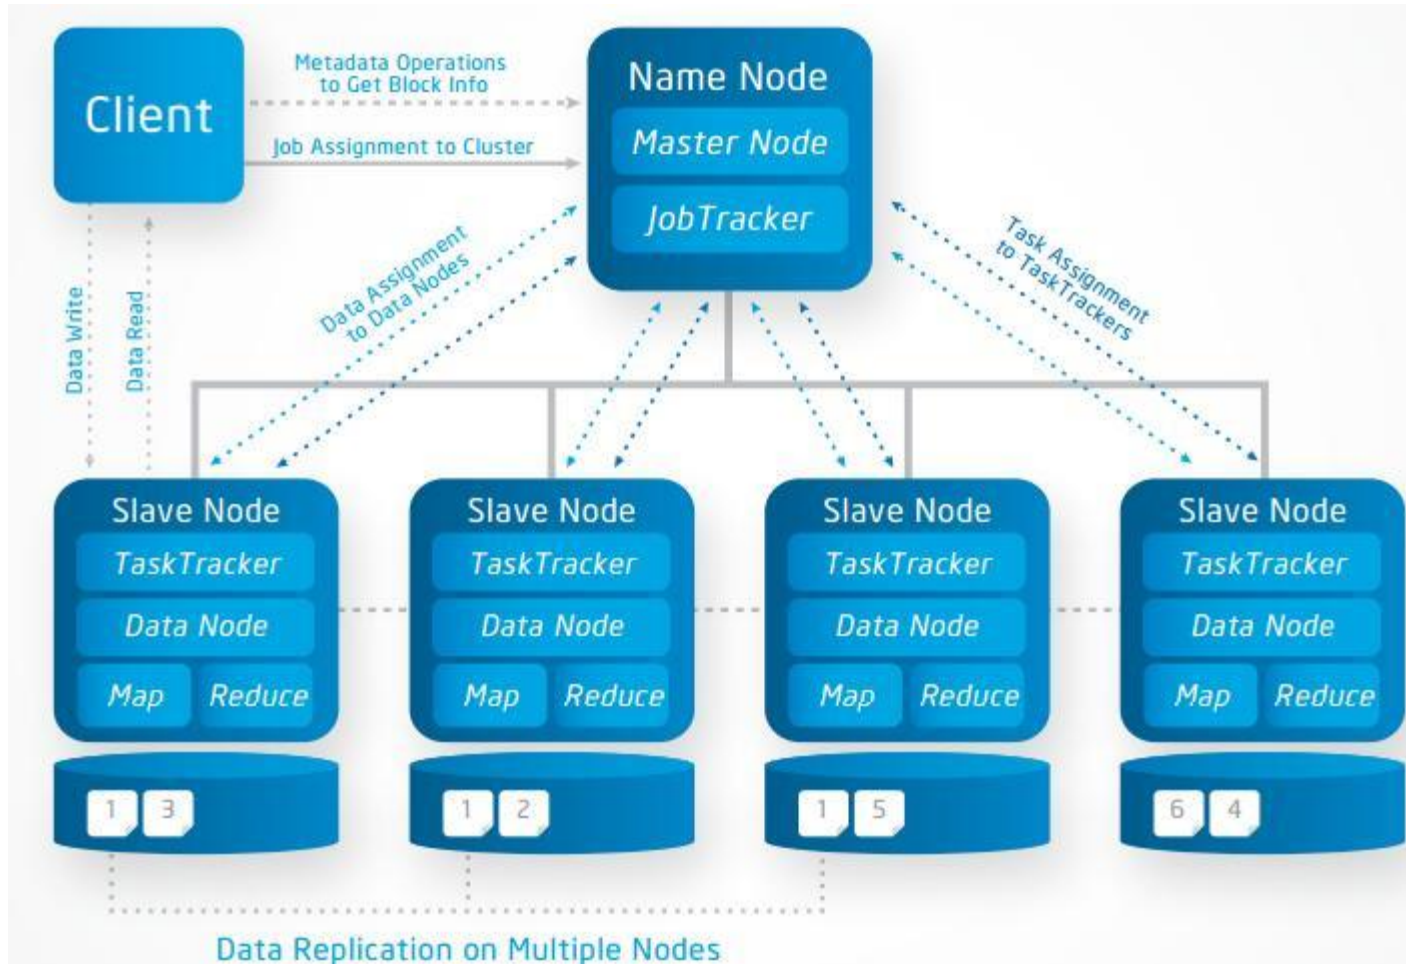 Client
Metadata Operations
to Get Block Info
Job Assignment to Cluster
Name Node
Master Node
JobTracker
Data Write
Data Read
Data Assignment
to Data Nodes
Task Assignment
to TaskTrackers
Slave Node
TaskTracker
Data Node
Map Reduce
1 3
Slave Node
TaskTracker
Data Node
Map Reduce
1 2
Slave Node
TaskTracker
Data Node
Map Reduce
1 5
Slave Node
TaskTracker
Data Node
Map Reduce
6 4
Data Replication on Multiple Nodes